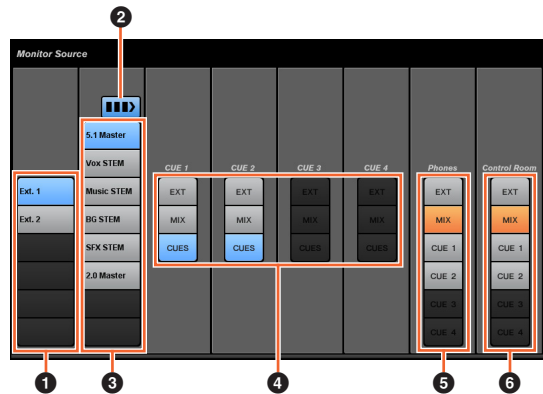 2
Monitor Source
5.1 Master
Vox STEM
Music STEM
BG STEM
SFX STEM
2.0 Master
Ext. 1
Ext. 2
CUE 1
EXT
MIX
CUES
CUE 2
EXT
MIX
CUES
CUE 3
EXT
MIX
CUES
CUE 4
EXT
MIX
CUES
Phones
EXT
MIX
CUE 1
CUE 2
CUE 3
CUE 4
Control Room
EXT
MIX
CUE 1
CUE 2
CUE 3
CUE 4
1
3
4
5
6